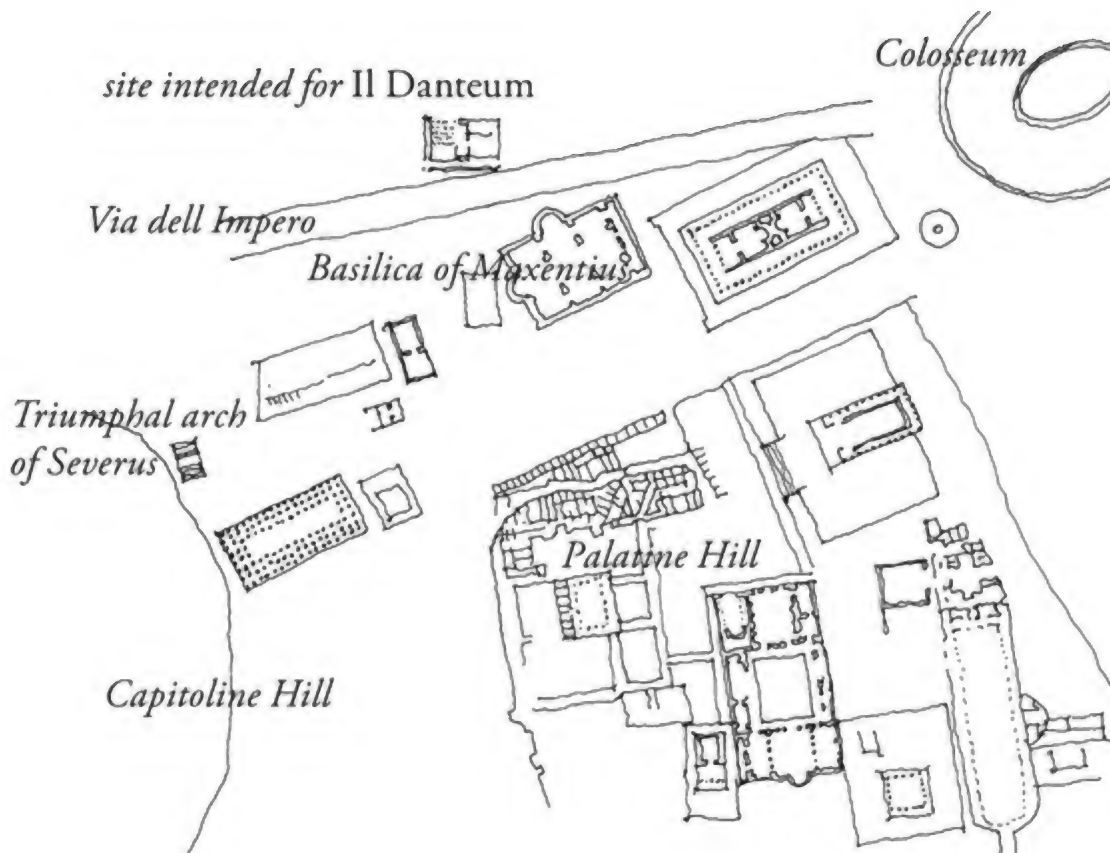 Colosseum
site intended for Il Danteum
Via dell Impero
Basilica of Maxentius
Triumphal arch
of Severus
Palatine Hill
Capitoline Hill